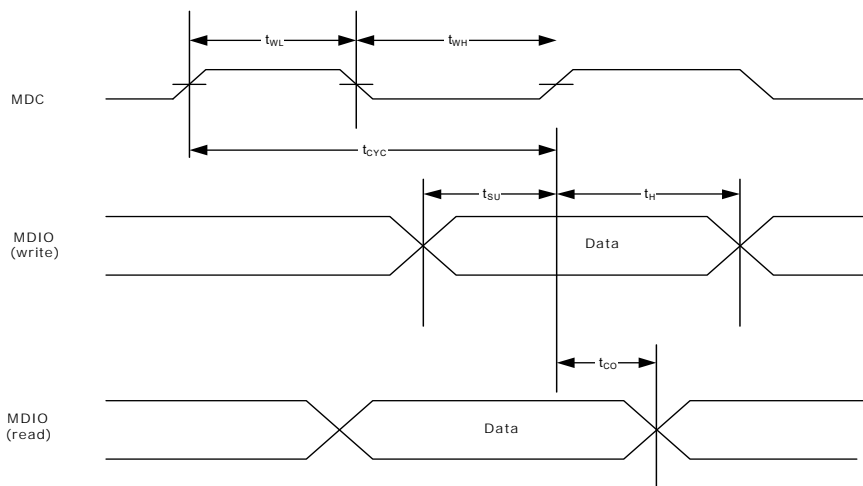 tWL
tWH
MDC
tCYC
tSU
tH
MDIO
(write)
Data
tCO
MDIO
(read)
Data